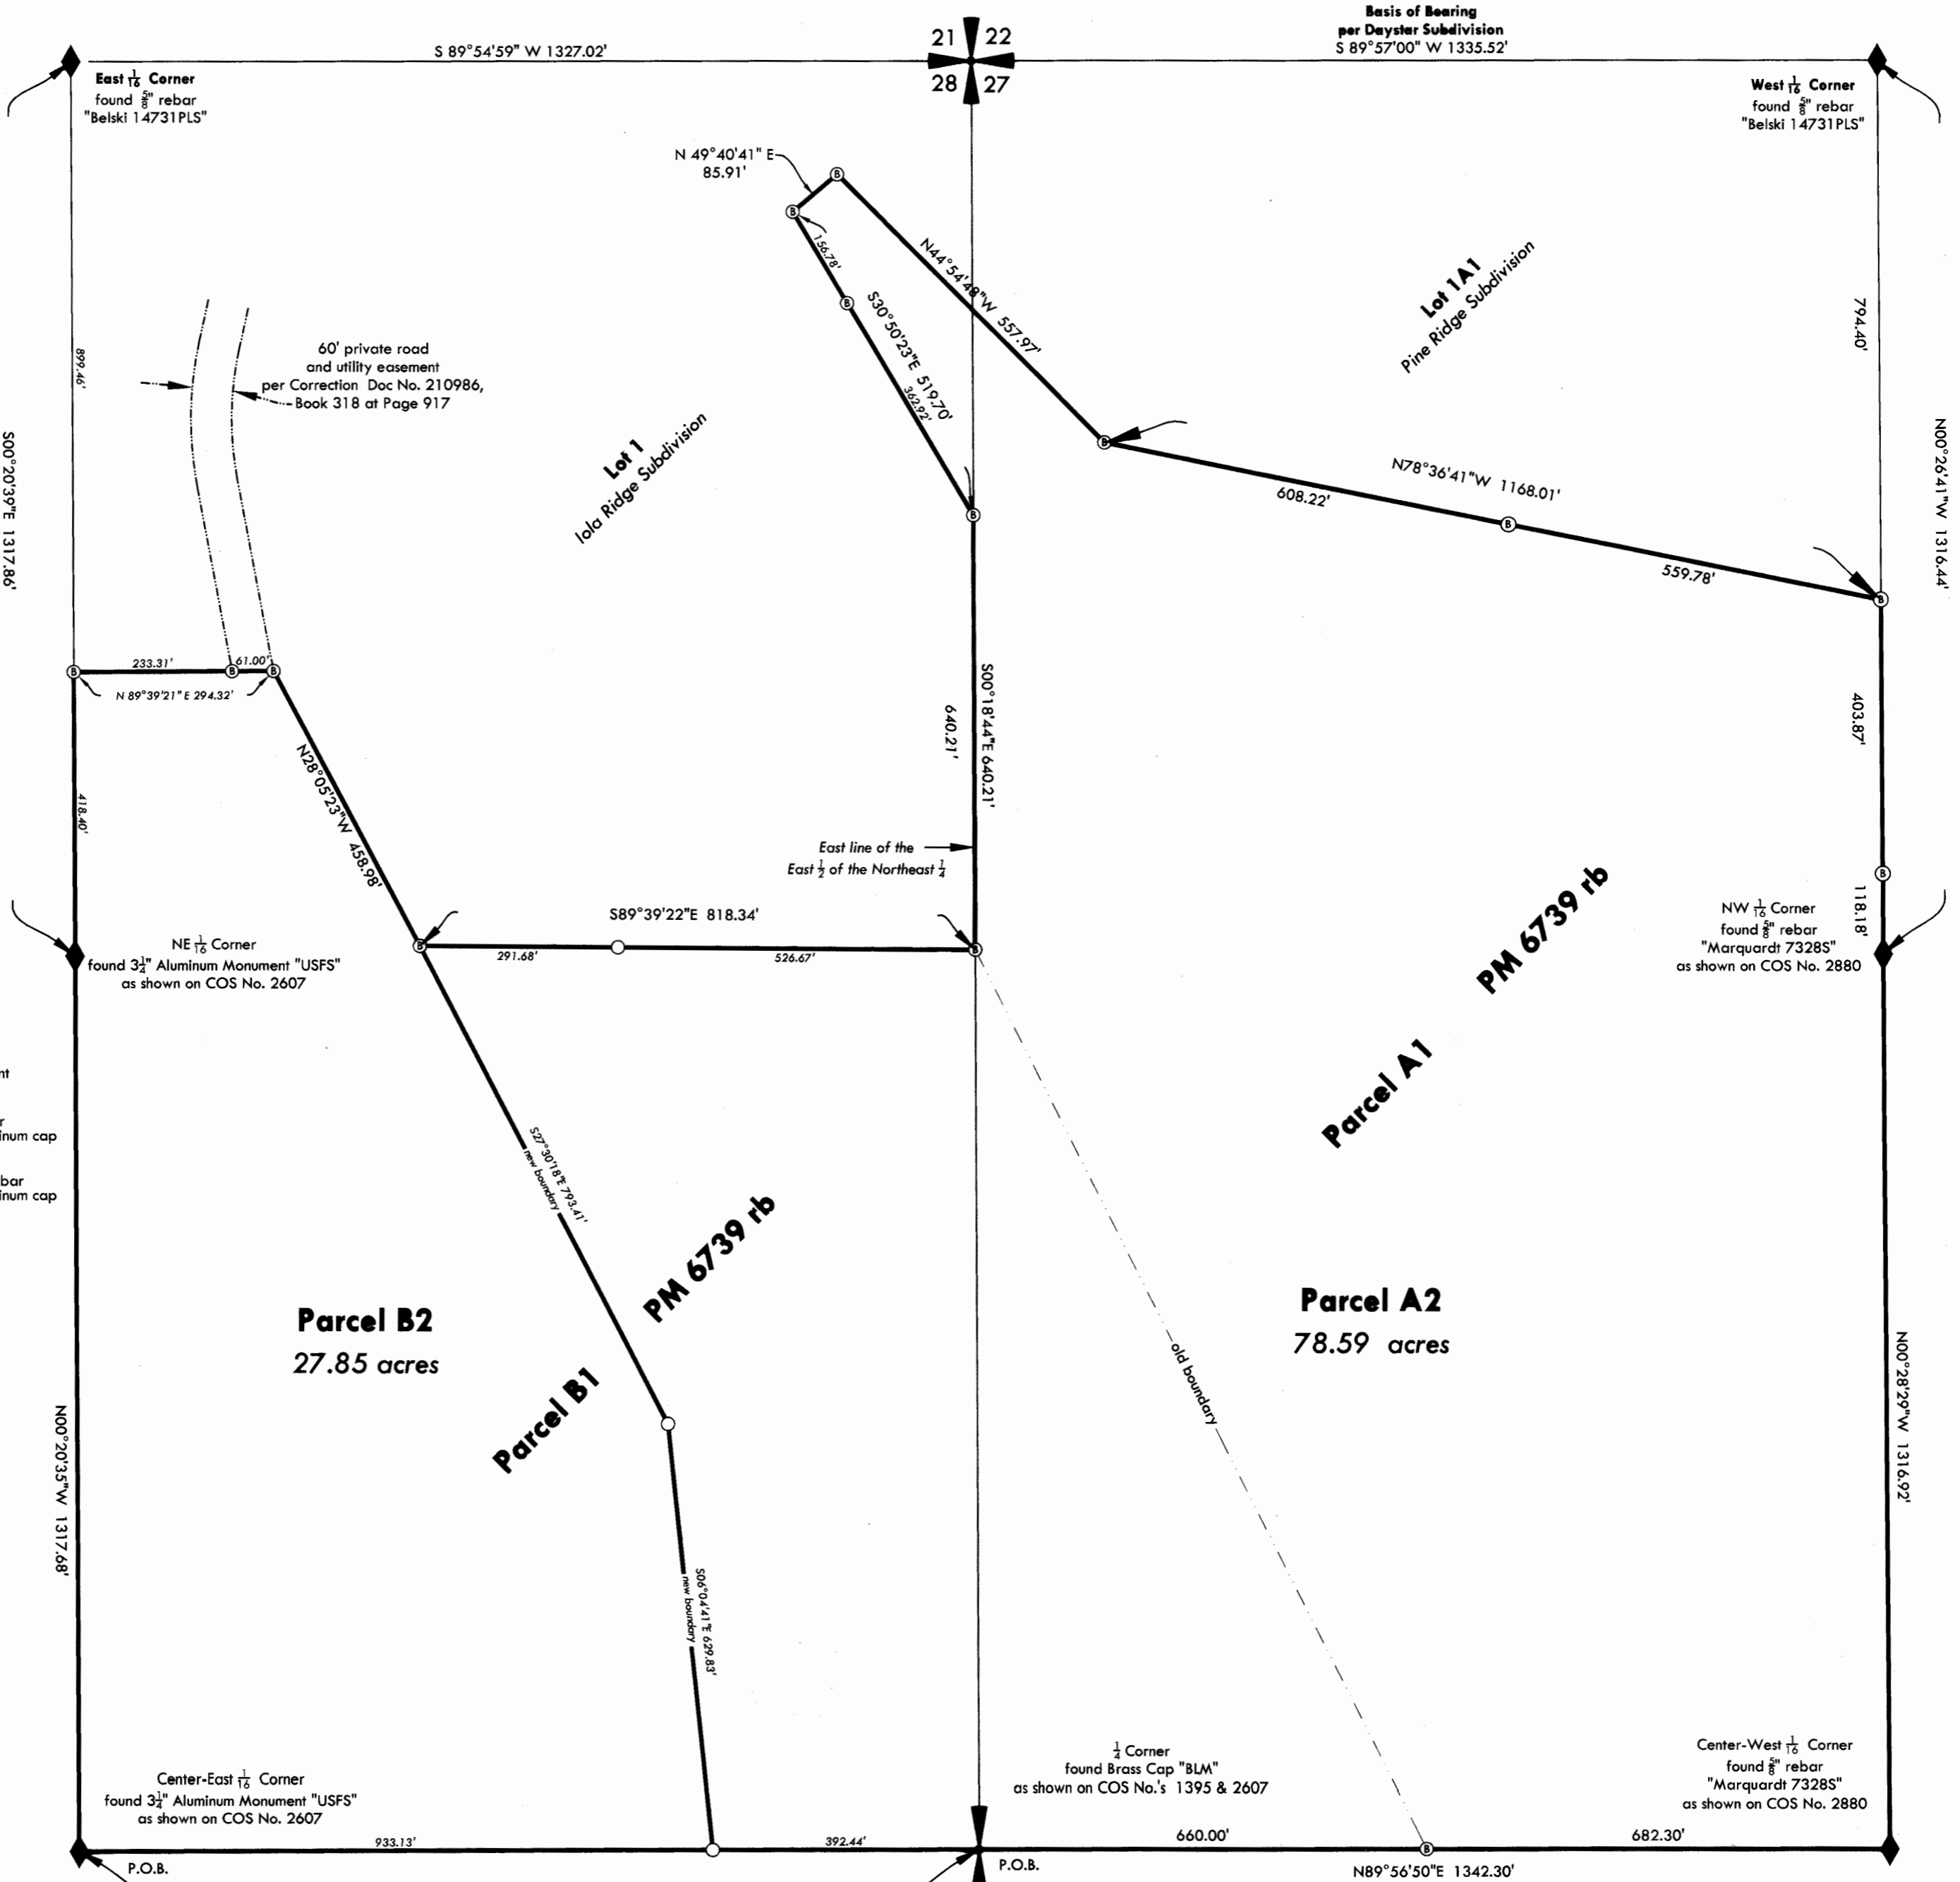 Basis of Bearing
per Daystar Subdivision
S 89°57'00" W 1335.52'
S 89°54'59" W 1327.02'
21 22
28 27
East 1/16 Corner
found 5/8" rebar
"Belski 14731PLS"
West 1/16 Corner
found 5/8" rebar
"Belski 14731PLS"
N 49°40'41" E
85.91'
156.78'
S30°50'23"E 519.70'
362.92'
N44°54'48"W 557.97'
Lot 1A1
Pine Ridge Subdivision
794.40'
899.46'
60' private road
and utility easement
per Correction Doc No. 210986,
Book 318 at Page 917
S00°20'39"E 1317.86'
N00°26'41"W 1316.44'
Lot 1
Iola Ridge Subdivision
N78°36'41"W 1168.01'
608.22'
559.78'
233.31'
61.00'
N 89°39'21" E 294.32'
S00°18'44"E 640.21'
640.21'
403.87'
N28°05'23"W 458.98'
418.40'
East line of the
East 1/2 of the Northeast 1/4
S89°39'22"E 818.34'
291.68'
526.67'
118.18'
NE 1/16 Corner
found 3 1/4" Aluminum Monument "USFS"
as shown on COS No. 2607
NW 1/16 Corner
found 5/8" rebar
"Marquardt 7328S"
as shown on COS No. 2880
PM 6739 rb
Parcel A1
nt
r
inum cap
bar
inum cap
S27°30'18"E 793.41'
new boundary
PM 6739 rb
Parcel B1
Parcel B2
27.85 acres
Parcel A2
78.59 acres
old boundary
N00°20'35"W 1317.68'
N00°28'29"W 1316.92'
S06°04'41"E 629.83'
new boundary
Center-East 1/16 Corner
found 3 1/4" Aluminum Monument "USFS"
as shown on COS No. 2607
1/4 Corner
found Brass Cap "BLM"
as shown on COS No.'s 1395 & 2607
Center-West 1/16 Corner
found 5/8" rebar
"Marquardt 7328S"
as shown on COS No. 2880
933.13'
392.44'
660.00'
682.30'
P.O.B.
P.O.B.
N89°56'50"E 1342.30'
B
B
B
B
B
B
B
B
B
B
B
B
B
B